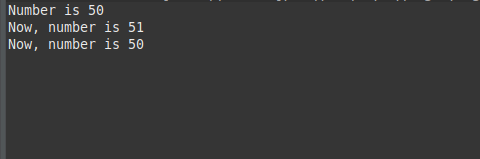 Number is 50
Now, number is 51
Now, number is 50